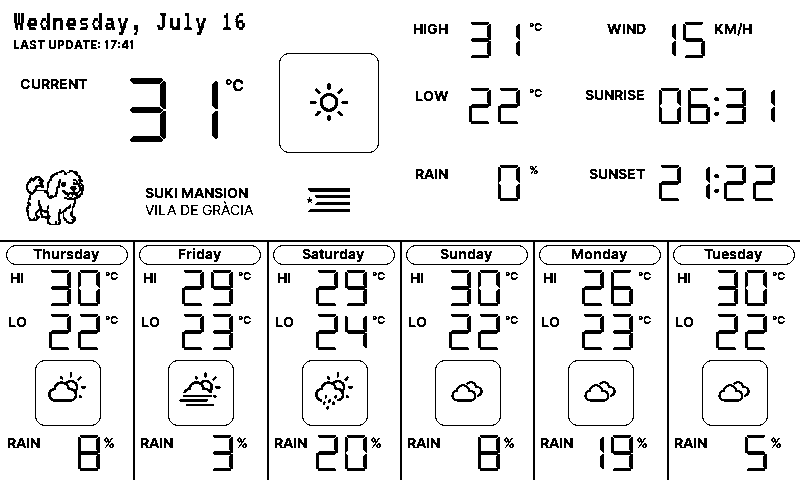 Wednesday, July 16
LAST UPDATE: 17:41
CURRENT 31°C
SUKI MANSION
VILA DE GRÀCIA
HIGH 31°C
WIND 15 KM/H
LOW 22°C
SUNRISE 06:31
RAIN 0%
SUNSET 21:22
Thursday
HI 30°C
LO 22°C
RAIN 8%
Friday
HI 29°C
LO 23°C
RAIN 3%
Saturday
HI 29°C
LO 24°C
RAIN 20%
Sunday
HI 30°C
LO 22°C
RAIN 8%
Monday
HI 26°C
LO 23°C
RAIN 19%
Tuesday
HI 30°C
LO 22°C
RAIN 5%